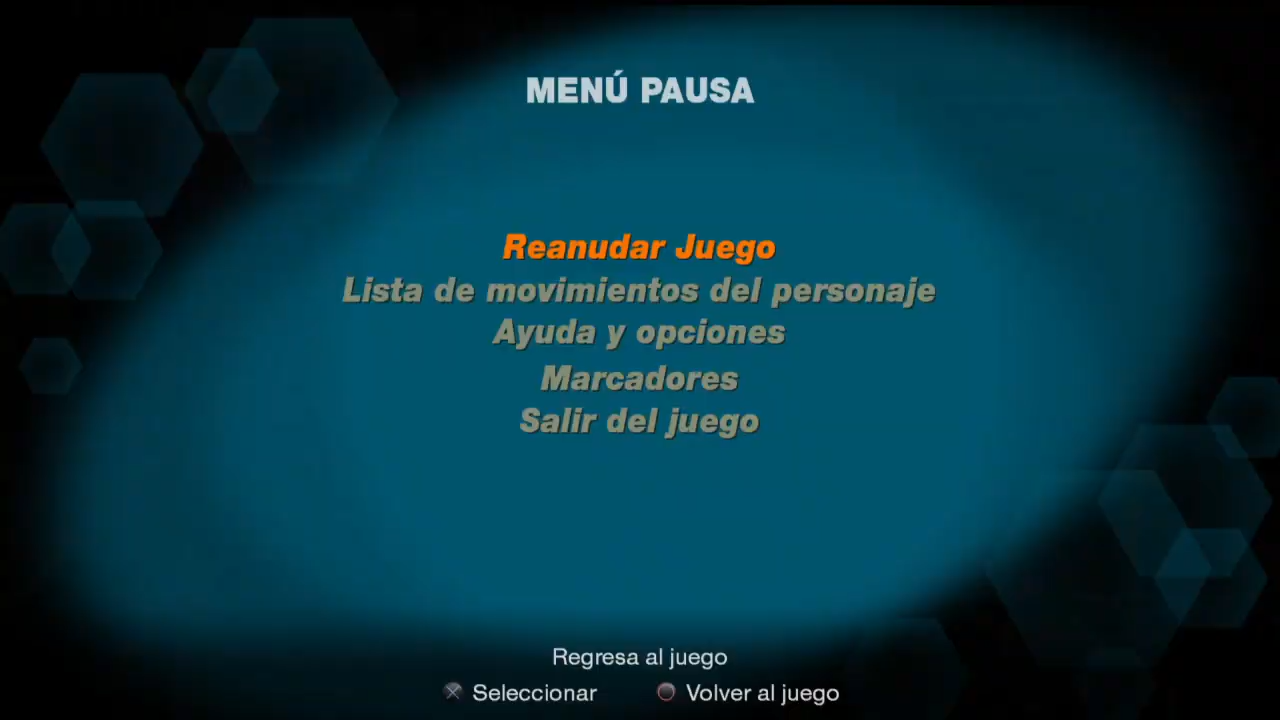 MENÚ PAUSA
Reanudar Juego
Lista de movimientos del personaje
Ayuda y opciones
Marcadores
Salir del juego
Regresa al juego
Seleccionar Volver al juego